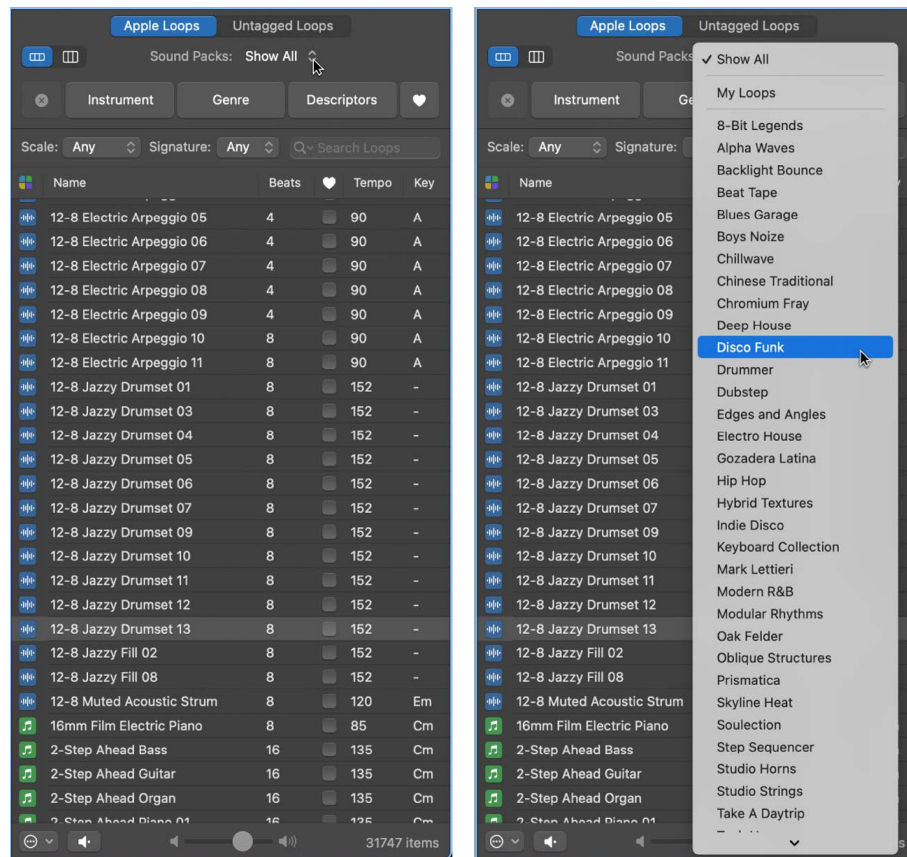 Apple Loops Untagged Loops
Sound Packs: Show All
Instrument Genre Descriptors
Scale: Any Signature: Any Search Loops
Name Beats Tempo Key
12-8 Electric Arpeggio 05 4 90 A
12-8 Electric Arpeggio 06 4 90 A
12-8 Electric Arpeggio 07 4 90 A
12-8 Electric Arpeggio 08 4 90 A
12-8 Electric Arpeggio 09 4 90 A
12-8 Electric Arpeggio 10 8 90 A
12-8 Electric Arpeggio 11 8 90 A
12-8 Jazzy Drumset 01 8 152 -
12-8 Jazzy Drumset 03 8 152 -
12-8 Jazzy Drumset 04 8 152 -
12-8 Jazzy Drumset 05 8 152 -
12-8 Jazzy Drumset 06 8 152 -
12-8 Jazzy Drumset 07 8 152 -
12-8 Jazzy Drumset 09 8 152 -
12-8 Jazzy Drumset 10 8 152 -
12-8 Jazzy Drumset 11 8 152 -
12-8 Jazzy Drumset 12 8 152 -
12-8 Jazzy Drumset 13 8 152 -
12-8 Jazzy Fill 02 8 152 -
12-8 Jazzy Fill 08 8 152 -
12-8 Muted Acoustic Strum 8 120 Em
16mm Film Electric Piano 8 85 Cm
2-Step Ahead Bass 16 135 Cm
2-Step Ahead Guitar 16 135 Cm
2-Step Ahead Organ 16 135 Cm
2-Step Ahead Piano 01 16 135 Cm
31747 items
Apple Loops Untagged Loops
Sound Packs
Instrument Ge
Scale: Any Signature:
Name
12-8 Electric Arpeggio 05
12-8 Electric Arpeggio 06
12-8 Electric Arpeggio 07
12-8 Electric Arpeggio 08
12-8 Electric Arpeggio 09
12-8 Electric Arpeggio 10
12-8 Electric Arpeggio 11
12-8 Jazzy Drumset 01
12-8 Jazzy Drumset 03
12-8 Jazzy Drumset 04
12-8 Jazzy Drumset 05
12-8 Jazzy Drumset 06
12-8 Jazzy Drumset 07
12-8 Jazzy Drumset 09
12-8 Jazzy Drumset 10
12-8 Jazzy Drumset 11
12-8 Jazzy Drumset 12
12-8 Jazzy Drumset 13
12-8 Jazzy Fill 02
12-8 Jazzy Fill 08
12-8 Muted Acoustic Strum
16mm Film Electric Piano
2-Step Ahead Bass
2-Step Ahead Guitar
2-Step Ahead Organ
2-Step Ahead Piano 01
Show All
My Loops
8-Bit Legends
Alpha Waves
Backlight Bounce
Beat Tape
Blues Garage
Boys Noize
Chillwave
Chinese Traditional
Chromium Fray
Deep House
Disco Funk
Drummer
Dubstep
Edges and Angles
Electro House
Gozadera Latina
Hip Hop
Hybrid Textures
Indie Disco
Keyboard Collection
Mark Lettieri
Modern R&B
Modular Rhythms
Oak Felder
Oblique Structures
Prismatica
Skyline Heat
Soulection
Step Sequencer
Studio Horns
Studio Strings
Take A Daytrip